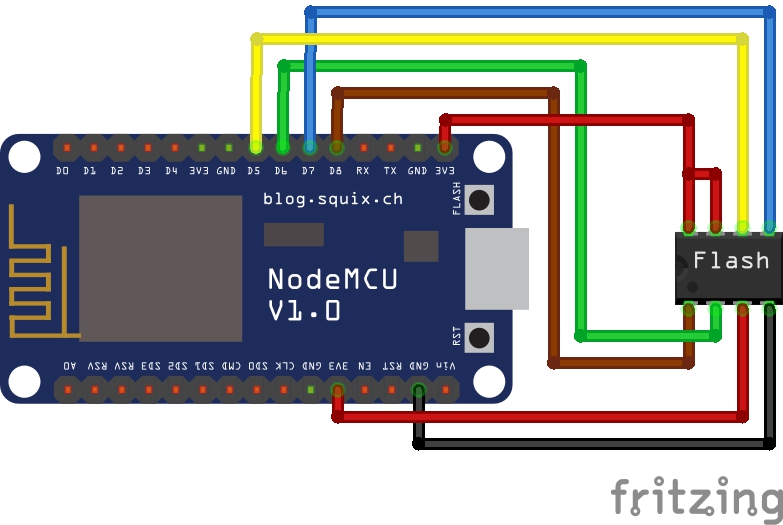 D0 D1 D2 D3 D4 3V3 GND D5 D6 D7 D8 RX TX GND 3V3
blog.squix.ch
FLASH
NodeMCU
V1.0
RST
A0 RSV RSV SD3 SD2 SD1 CMD SD0 CLK GND 3V3 EN RST GND Vin
Flash
fritzing